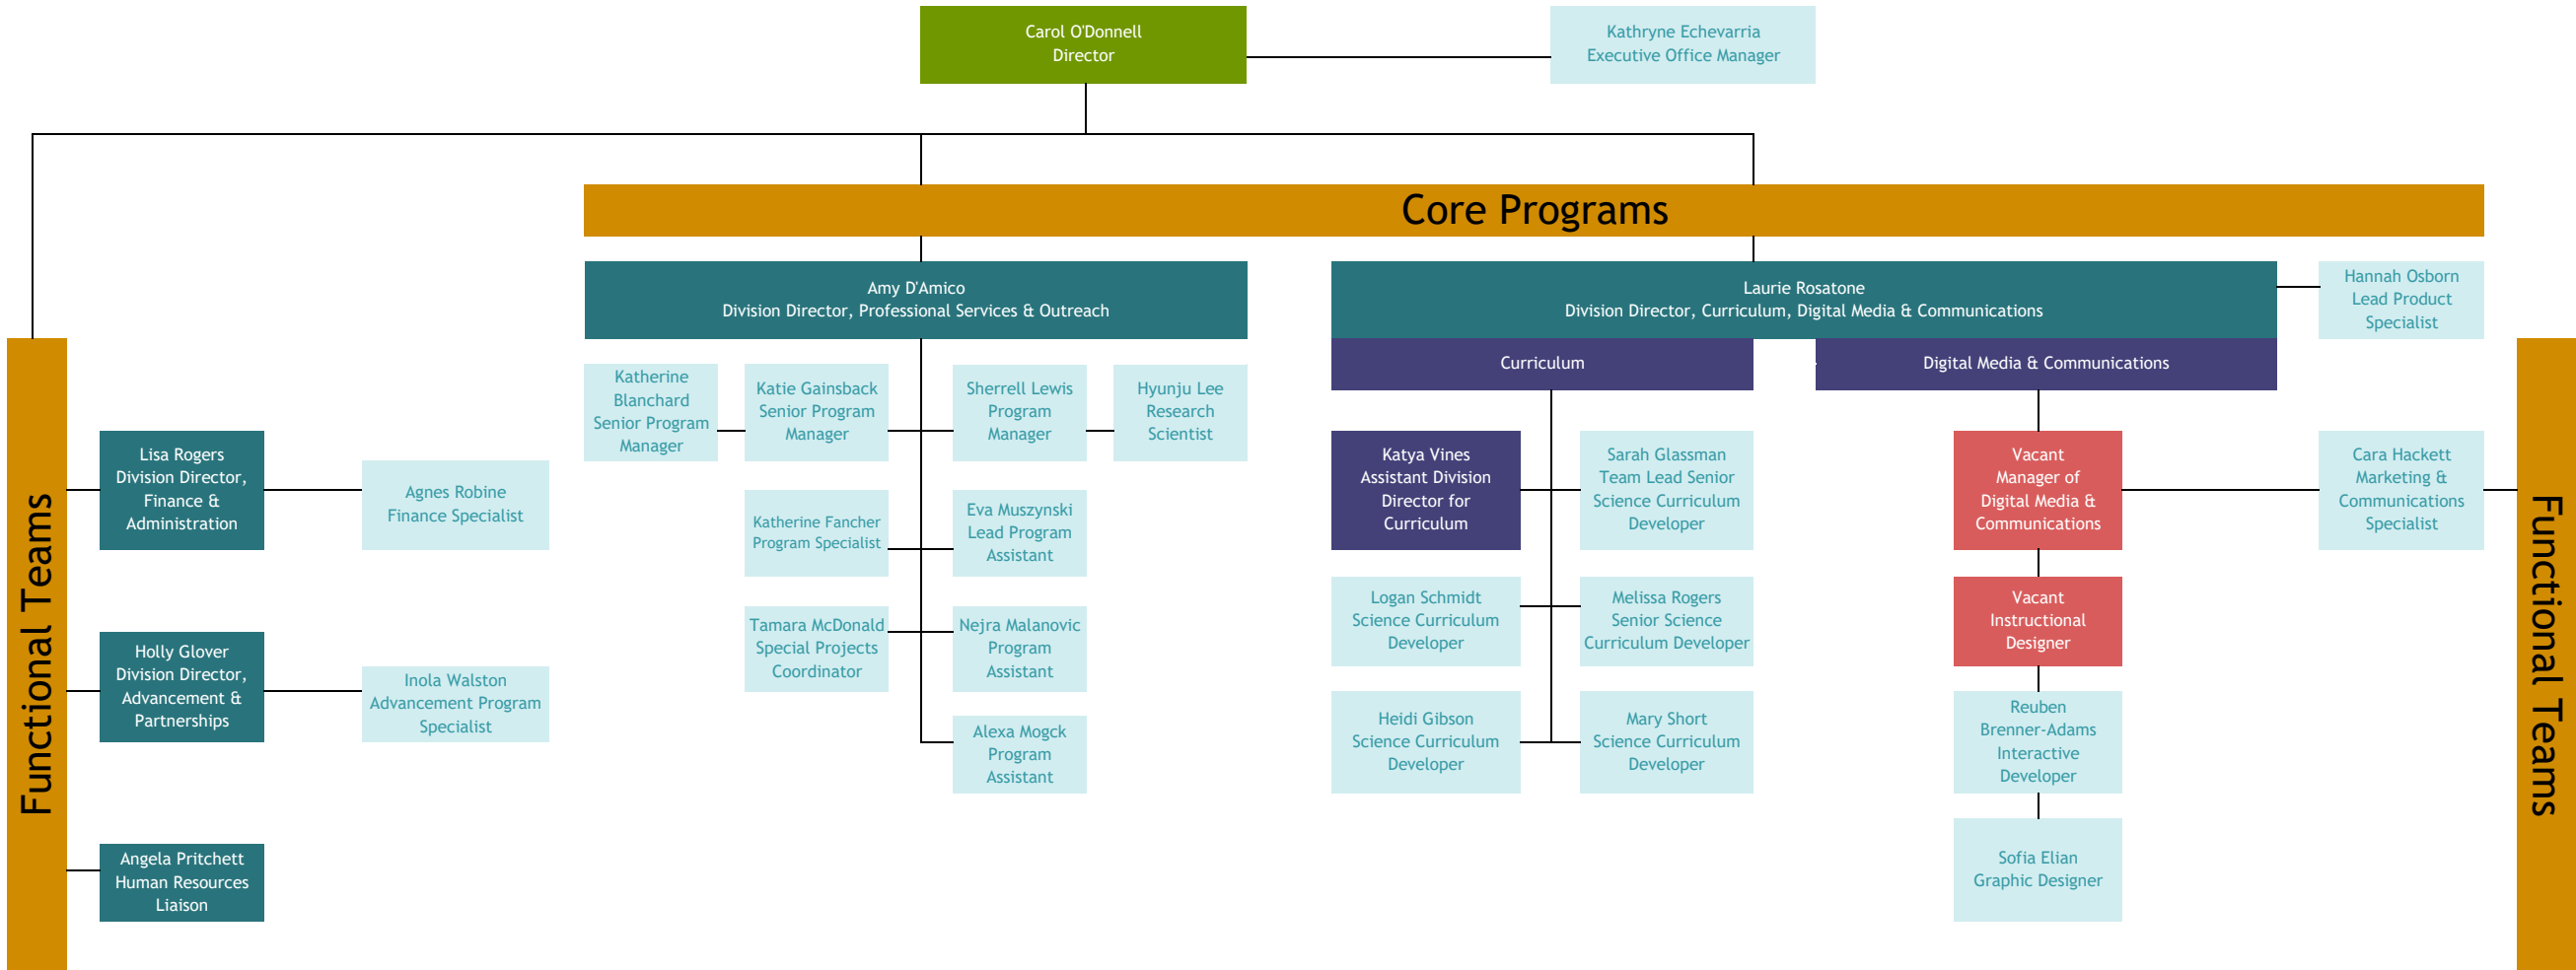 Carol O'Donnell
Director
Kathryne Echevarria
Executive Office Manager
Core Programs
Amy D'Amico
Division Director, Professional Services & Outreach
Laurie Rosatone
Division Director, Curriculum, Digital Media & Communications
Hannah Osborn
Lead Product
Specialist
Curriculum
Digital Media & Communications
Functional Teams
Lisa Rogers
Division Director,
Finance &
Administration
Agnes Robine
Finance Specialist
Holly Glover
Division Director,
Advancement &
Partnerships
Inola Walston
Advancement Program
Specialist
Angela Pritchett
Human Resources
Liaison
Katherine
Blanchard
Senior Program
Manager
Katie Gainsback
Senior Program
Manager
Sherrell Lewis
Program
Manager
Hyunju Lee
Research
Scientist
Katherine Fancher
Program Specialist
Eva Muszynski
Lead Program
Assistant
Tamara McDonald
Special Projects
Coordinator
Nejra Malanovic
Program
Assistant
Alexa Mogck
Program
Assistant
Katya Vines
Assistant Division
Director for
Curriculum
Sarah Glassman
Team Lead Senior
Science Curriculum
Developer
Logan Schmidt
Science Curriculum
Developer
Melissa Rogers
Senior Science
Curriculum Developer
Heidi Gibson
Science Curriculum
Developer
Mary Short
Science Curriculum
Developer
Vacant
Manager of
Digital Media &
Communications
Cara Hackett
Marketing &
Communications
Specialist
Vacant
Instructional
Designer
Reuben
Brenner-Adams
Interactive
Developer
Sofia Elian
Graphic Designer
Functional Teams